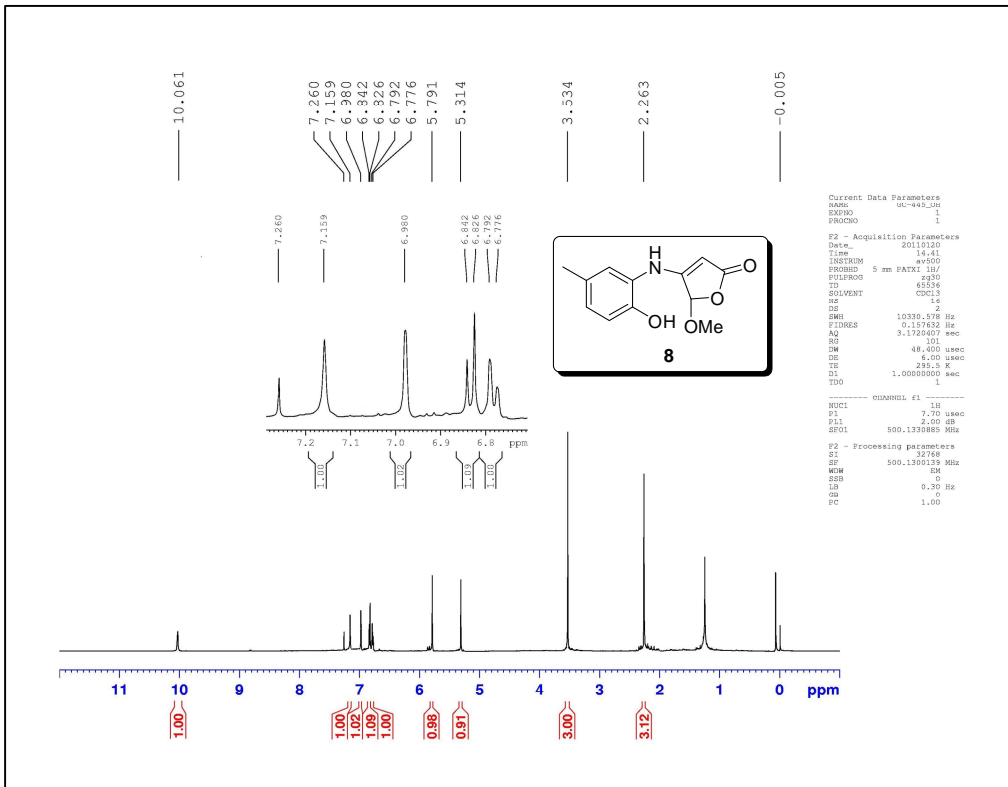 10.061
7.260
7.159
6.980
6.842
6.826
6.792
6.776
5.791
5.314
3.534
2.263
-0.005
7.260
7.159
6.980
6.842
6.826
6.792
6.776
7.2 7.1 7.0 6.9 6.8 ppm
1.00
1.02
1.09
1.00
NH
O
O
OH
OMe
8
Current Data Parameters
NAME GC-445_OH
EXPNO 1
PROCNO 1
F2 - Acquisition Parameters
Date_ 20110120
Time 14.41
INSTRUM av500
PROBHD 5 mm PATXI 1H/
PULPROG zg30
TD 65536
SOLVENT CDCl3
NS 16
DS 2
SWH 10330.578 Hz
FIDRES 0.157632 Hz
AQ 3.1720407 sec
RG 101
DW 48.400 usec
DE 6.00 usec
TE 295.5 K
D1 1.00000000 sec
TD0 1
======== CHANNEL f1 ========
NUC1 1H
P1 7.70 usec
PL1 2.00 dB
SFO1 500.1330885 MHz
F2 - Processing parameters
SI 32768
SF 500.1300139 MHz
WDW EM
SSB 0
LB 0.30 Hz
GB 0
PC 1.00
11 10 9 8 7 6 5 4 3 2 1 0 ppm
1.00
1.00
1.02
1.09
1.00
0.98
0.91
3.00
3.12